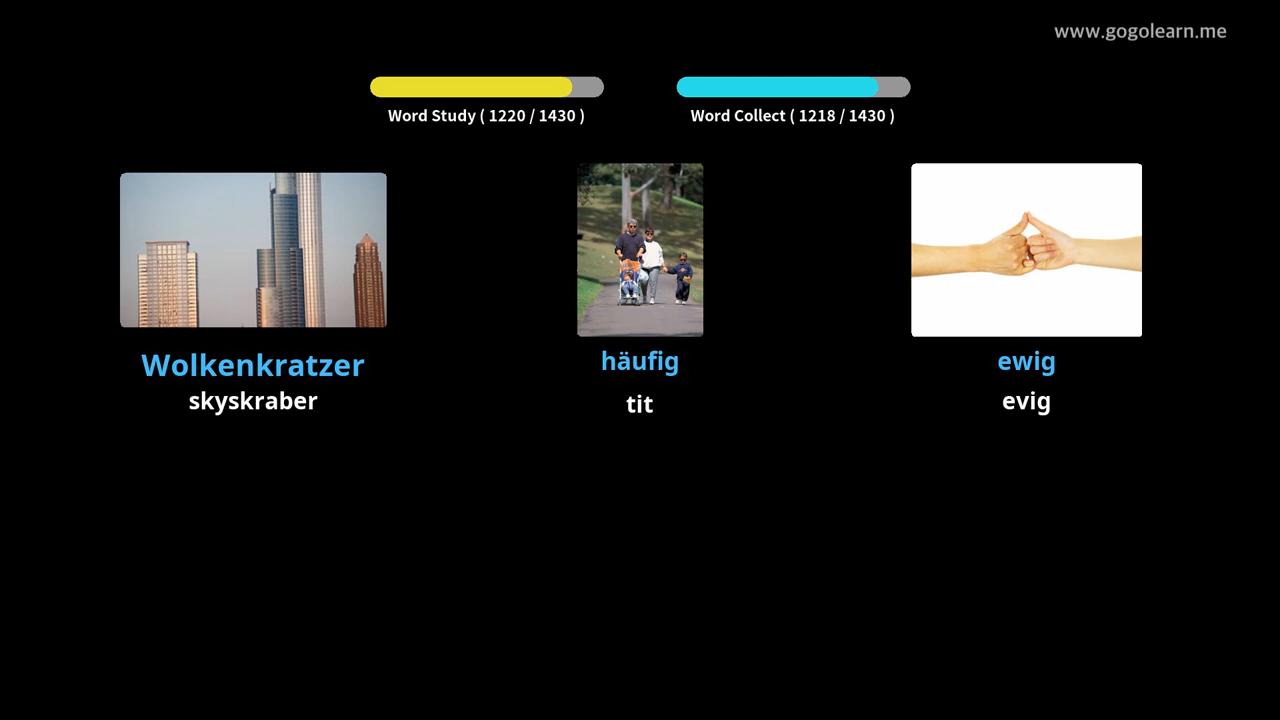 www.gogolearn.me
Word Study ( 1220 / 1430 )
Word Collect ( 1218 / 1430 )
Wolkenkratzer
skyskraber
häufig
tit
ewig
evig